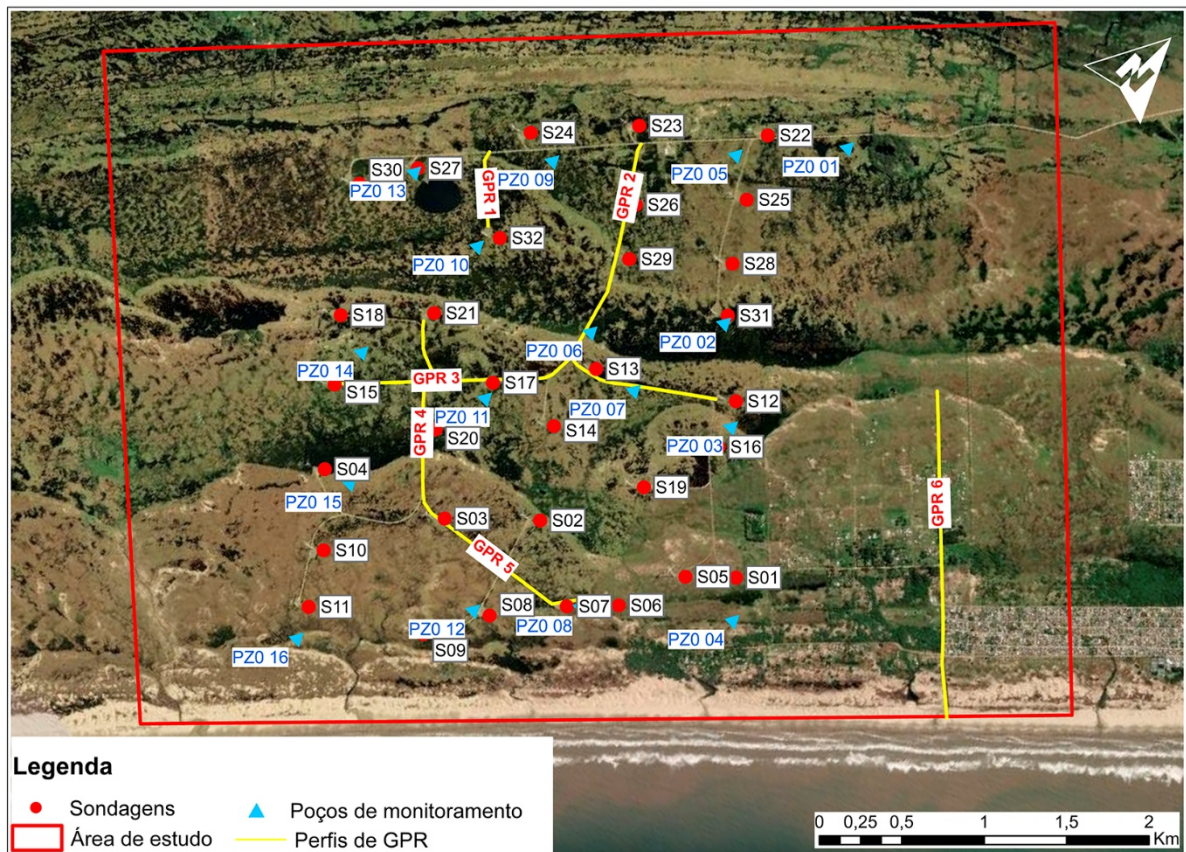 S24
S23
S22
S30
S27
PZ0 13
PZ0 09
PZ0 05
PZ0 01
GPR 1
GPR 2
S26
S25
S32
PZ0 10
S29
S28
S18
S21
S31
PZ0 02
PZ0 06
PZ0 14
S15
GPR 3
S17
S13
PZ0 11
PZ0 07
S12
GPR 4
S20
S14
PZ0 03
S16
S04
PZ0 15
S19
GPR 6
S03
S02
S10
GPR 5
S05
S01
S11
S08
S07
S06
PZ0 12
PZ0 08
PZ0 04
S09
PZ0 16
Legenda
Sondagens
Poços de monitoramento
Área de estudo
Perfis de GPR
0 0,25 0,5 1 1,5 2
Km